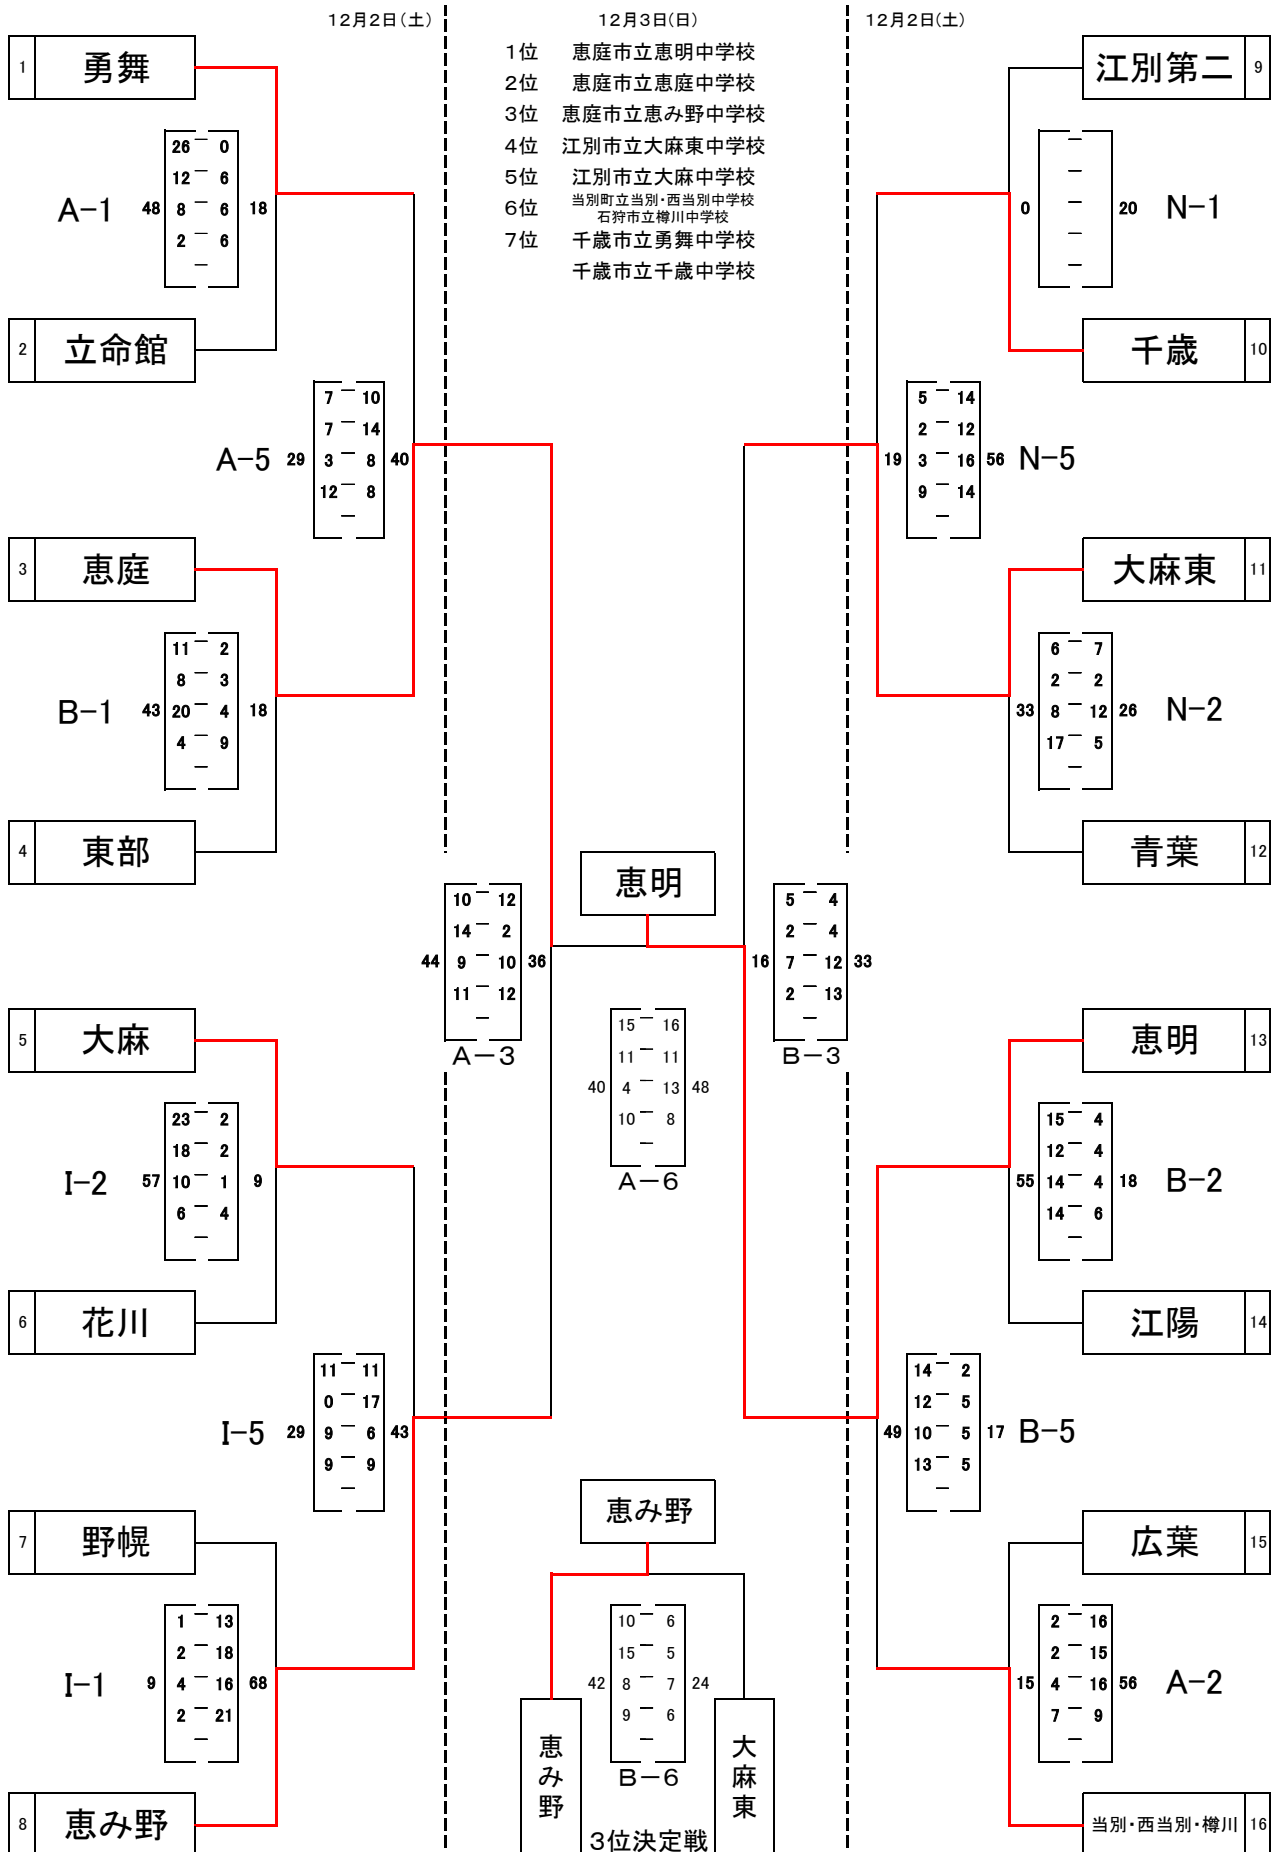 12月2日(土)
12月3日(日)
12月2日(土)
1位 恵庭市立恵明中学校
2位 恵庭市立恵庭中学校
3位 恵庭市立恵み野中学校
4位 江別市立大麻東中学校
5位 江別市立大麻中学校
6位 当別町立当別・西当別中学校
石狩市立樽川中学校
7位 千歳市立勇舞中学校
千歳市立千歳中学校
1 勇舞
A-1 48 18
26 - 0
12 - 6
8 - 6
2 - 6
-
2 立命館
A-5 29 40
7 - 10
7 - 14
3 - 8
12 - 8
-
3 恵庭
B-1 43 18
11 - 2
8 - 3
20 - 4
4 - 9
-
4 東部
A-3 44 36
10 - 12
14 - 2
9 - 10
11 - 12
-
5 大麻
I-2 57 9
23 - 2
18 - 2
10 - 1
6 - 4
-
6 花川
I-5 29 43
11 - 11
0 - 17
9 - 6
9 - 9
-
7 野幌
I-1 9 68
1 - 13
2 - 18
4 - 16
2 - 21
-
8 恵み野
恵明
40 48
15 - 16
11 - 11
4 - 13
10 - 8
-
A-6
恵み野
42 24
10 - 6
15 - 5
8 - 7
9 - 6
-
B-6
恵み野
大麻東
3位決定戦
江別第二 9
0 20 N-1
-
-
-
-
-
千歳 10
19 56 N-5
5 - 14
2 - 12
3 - 16
9 - 14
-
大麻東 11
33 26 N-2
6 - 7
2 - 2
8 - 12
17 - 5
-
青葉 12
16 33
5 - 4
2 - 4
7 - 12
2 - 13
-
B-3
恵明 13
55 18 B-2
15 - 4
12 - 4
14 - 4
14 - 6
-
江陽 14
49 17 B-5
14 - 2
12 - 5
10 - 5
13 - 5
-
広葉 15
15 56 A-2
2 - 16
2 - 15
4 - 16
7 - 9
-
当別・西当別・樽川 16